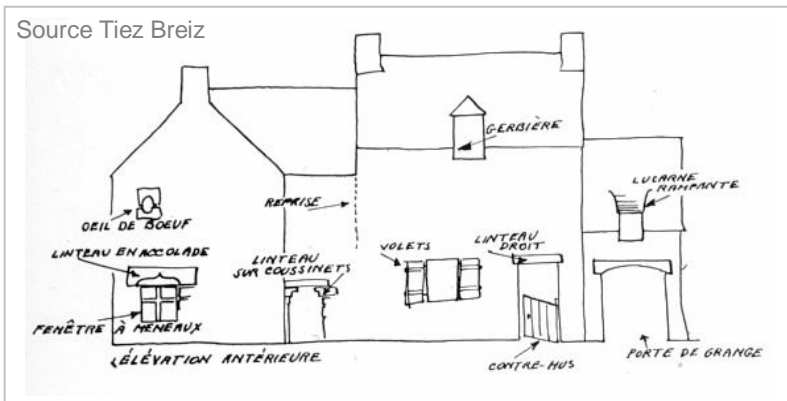 Source Tiez Breiz
GERBIÈRE
LUCARNE
RAMPANTE
REPRISE
OEIL DE BOEUF
LINTEAU EN ACCOLADE
LINTEAU
SUR COUSSINETS
VOLETS
LINTEAU
DROIT
FENÊTRE À MENEAUX
ÉLÉVATION ANTÉRIEURE
CONTRE-HUS
PORTE DE GRANGE